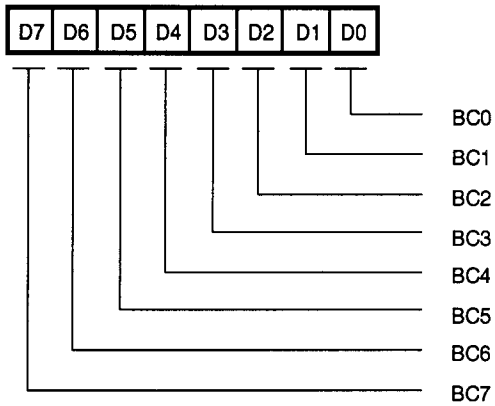 D7 D6 D5 D4 D3 D2 D1 D0
BC0
BC1
BC2
BC3
BC4
BC5
BC6
BC7